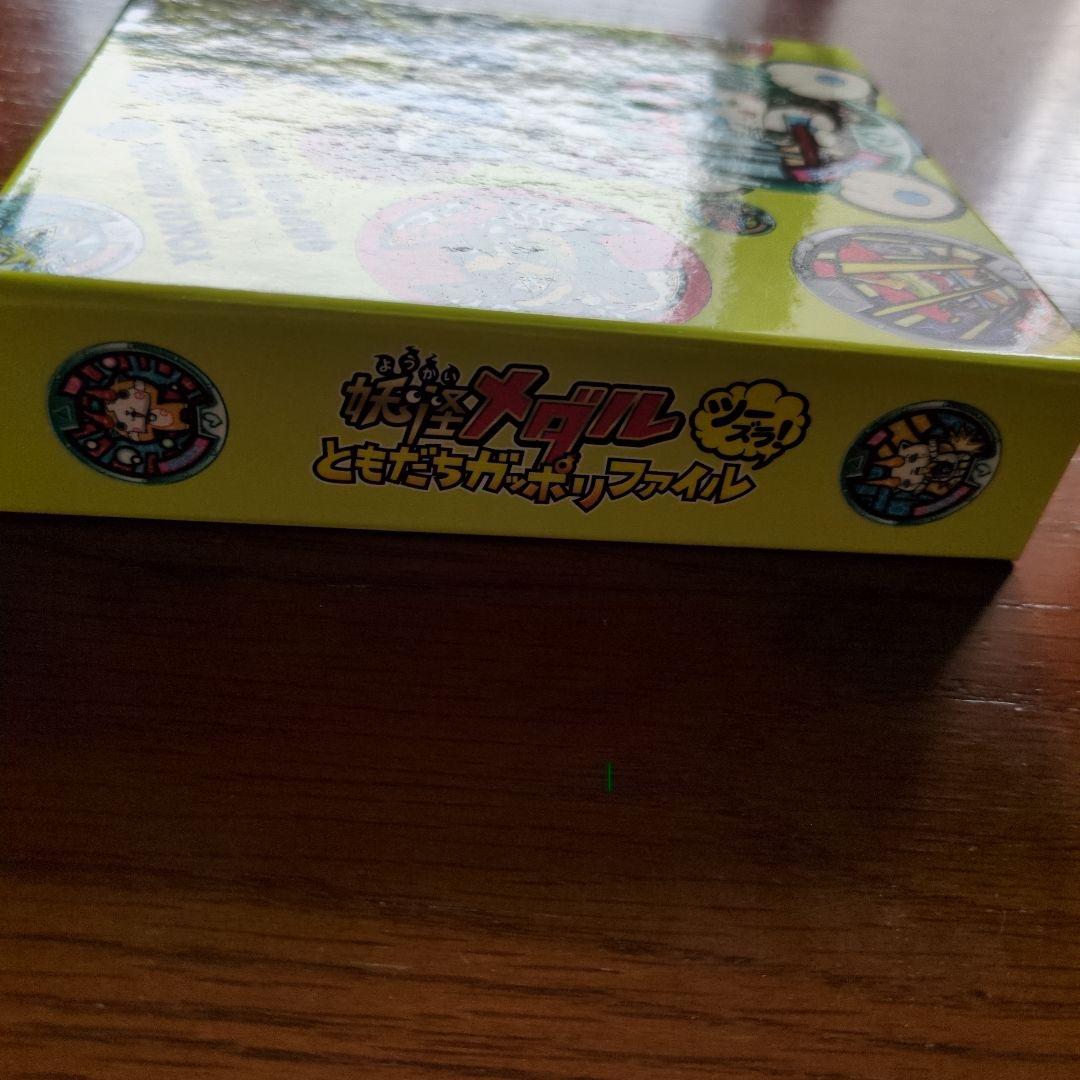 ようかい
妖怪メダル ツーズラ!
ともだちガッポリファイル